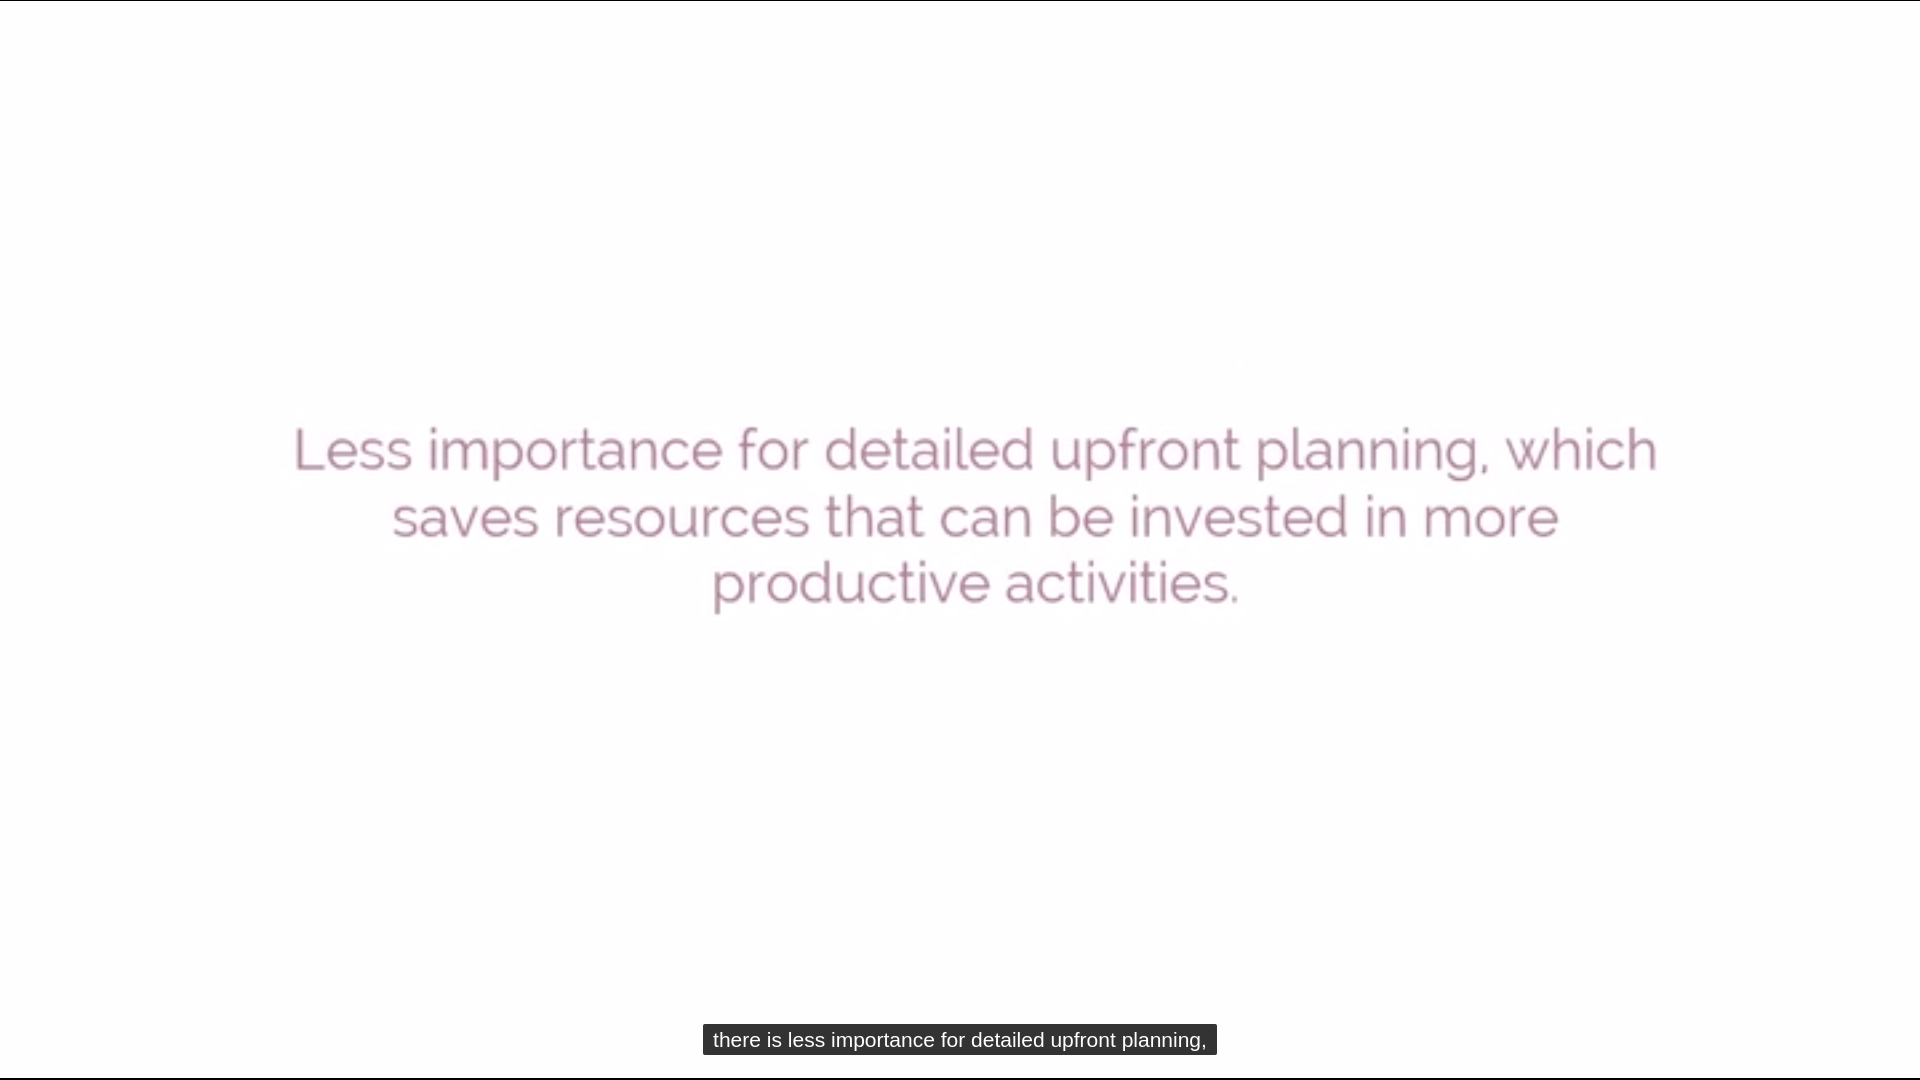 Less importance for detailed upfront planning, which
saves resources that can be invested in more
productive activities.
there is less importance for detailed upfront planning,